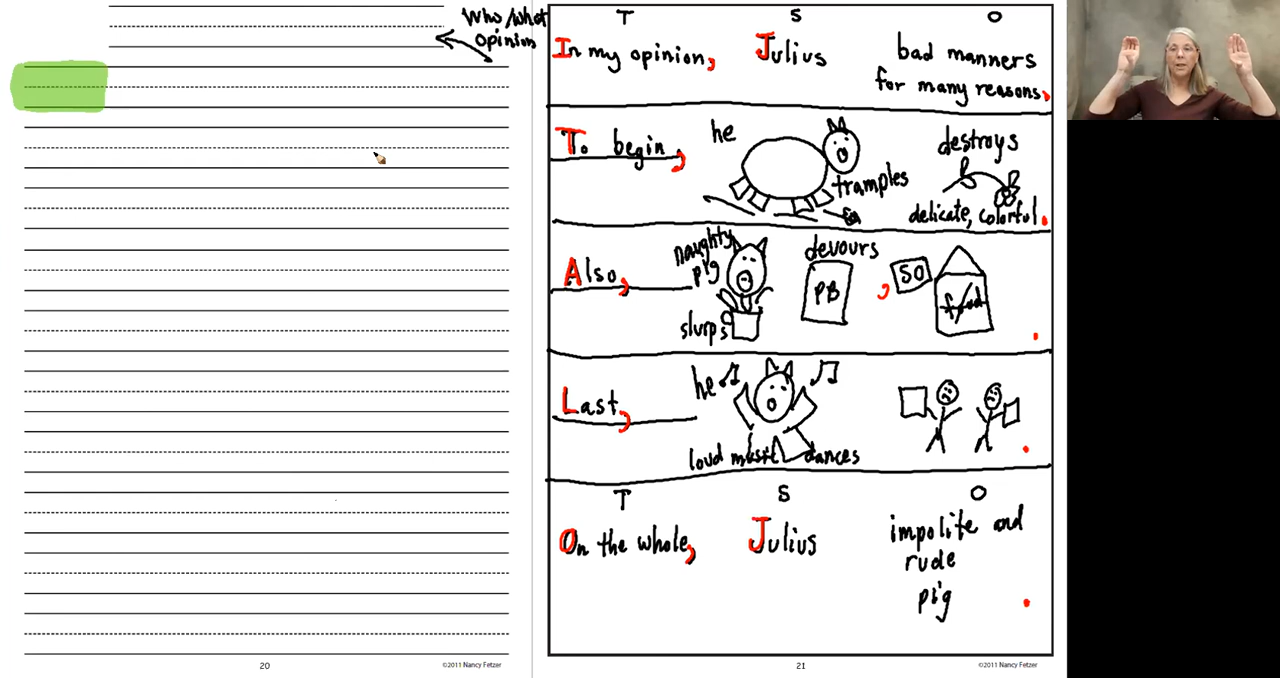 Who/what
opinion
20
©2011 Nancy Fetzer
T S O
In my opinion, Julius bad manners
for many reasons.
To begin, he tramples destroys
delicate, colorful.
Also, naughty
pig
slurps
devours
PB
, so
food
.
Last, he
loud music dances
.
T S O
On the whole, Julius impolite and
rude
pig
.
21
©2011 Nancy Fetzer